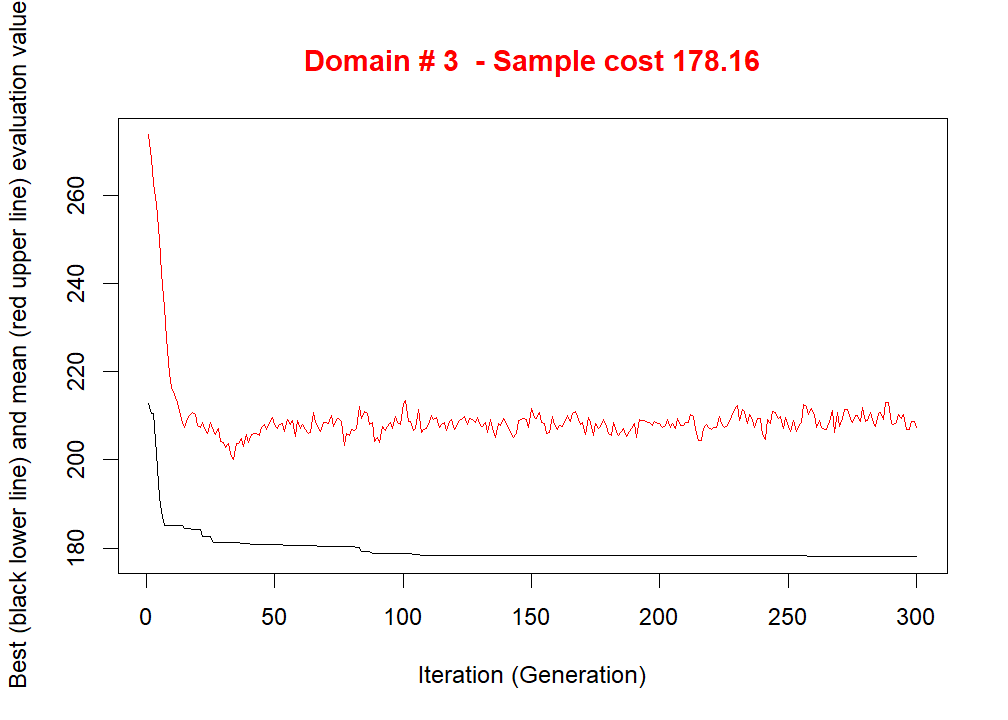 Domain # 3  - Sample cost 178.16
Best (black lower line) and mean (red upper line) evaluation value
260
240
220
200
180
0 50 100 150 200 250 300
Iteration (Generation)